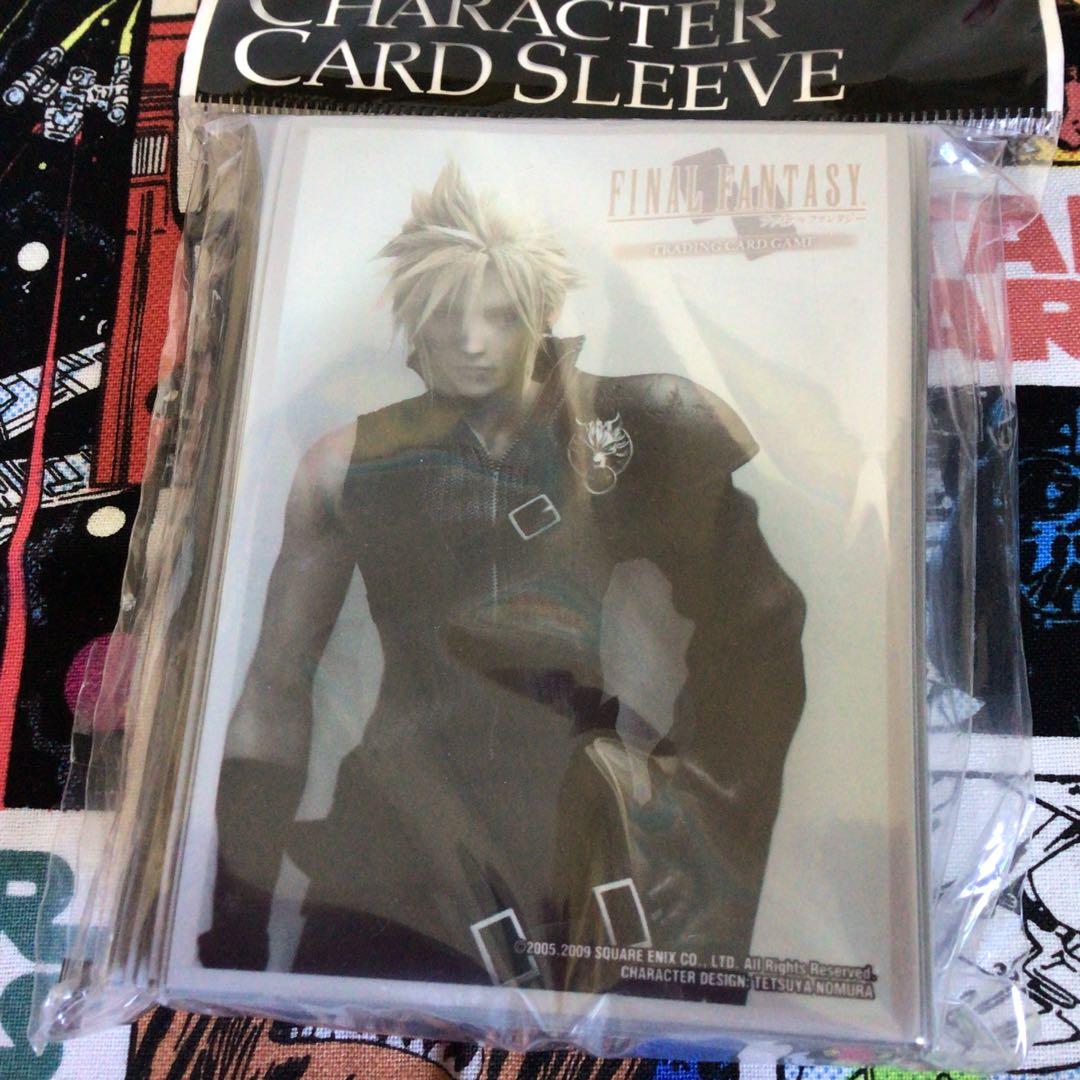 CHARACTER
CARD SLEEVE
FINAL FANTASY
ファイナルファンタジー
TRADING CARD GAME
©2005,2009 SQUARE ENIX CO., LTD. All Rights Reserved.
CHARACTER DESIGN: TETSUYA NOMURA